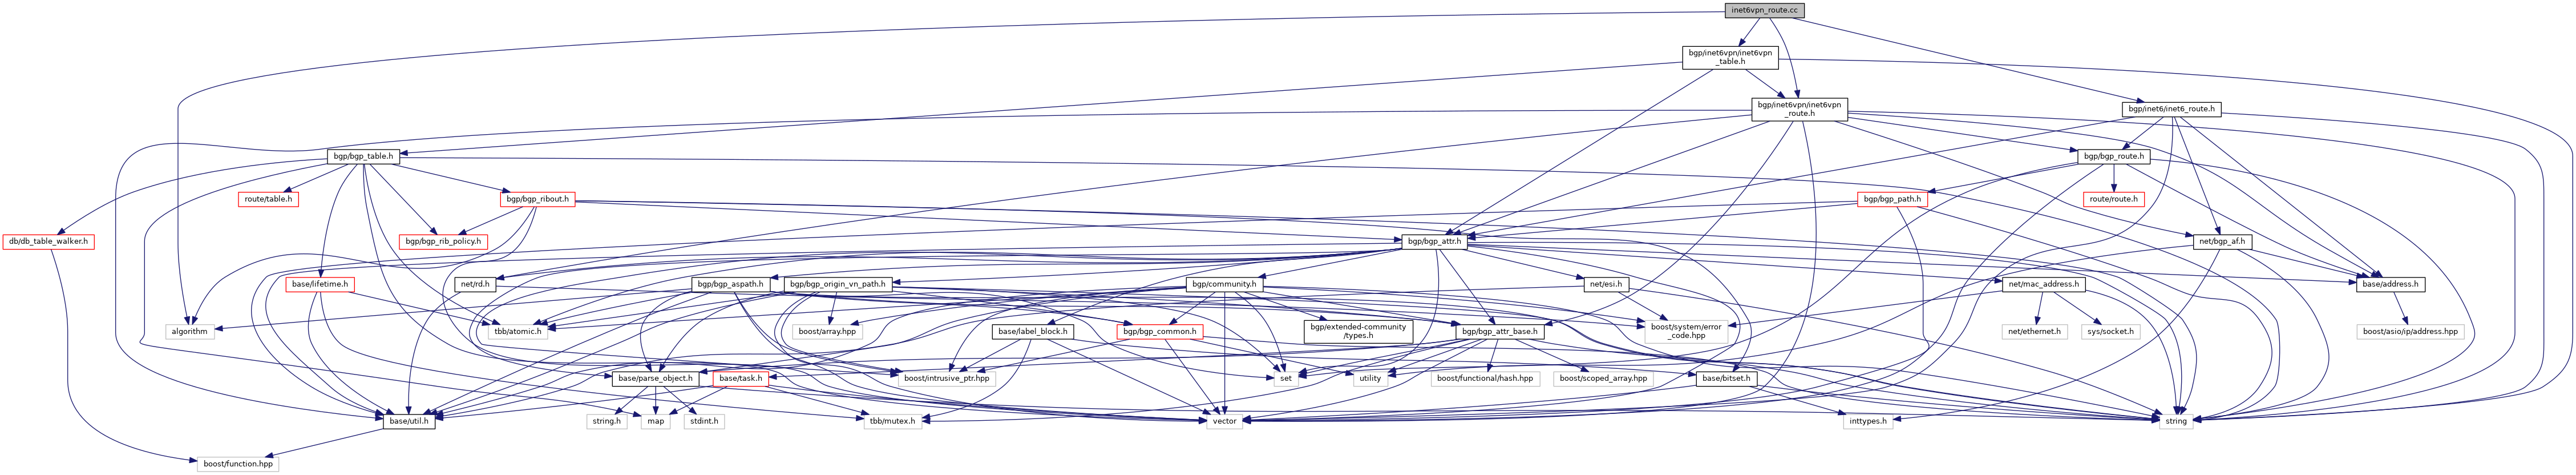 inet6vpn_route.cc
bgp/inet6vpn/inet6vpn
_table.h
bgp/inet6vpn/inet6vpn
_route.h
bgp/inet6/inet6_route.h
bgp/bgp_table.h
bgp/bgp_route.h
route/table.h
bgp/bgp_ribout.h
bgp/bgp_path.h
route/route.h
db/db_table_walker.h
bgp/bgp_rib_policy.h
bgp/bgp_attr.h
net/bgp_af.h
base/lifetime.h
net/rd.h
bgp/bgp_aspath.h
bgp/bgp_origin_vn_path.h
bgp/community.h
net/esi.h
net/mac_address.h
base/address.h
algorithm
tbb/atomic.h
boost/array.hpp
base/label_block.h
bgp/bgp_common.h
bgp/extended-community
/types.h
bgp/bgp_attr_base.h
boost/system/error
_code.hpp
net/ethernet.h
sys/socket.h
boost/asio/ip/address.hpp
base/parse_object.h
base/task.h
boost/intrusive_ptr.hpp
set
utility
boost/functional/hash.hpp
boost/scoped_array.hpp
base/bitset.h
base/util.h
string.h
map
stdint.h
tbb/mutex.h
vector
inttypes.h
string
boost/function.hpp